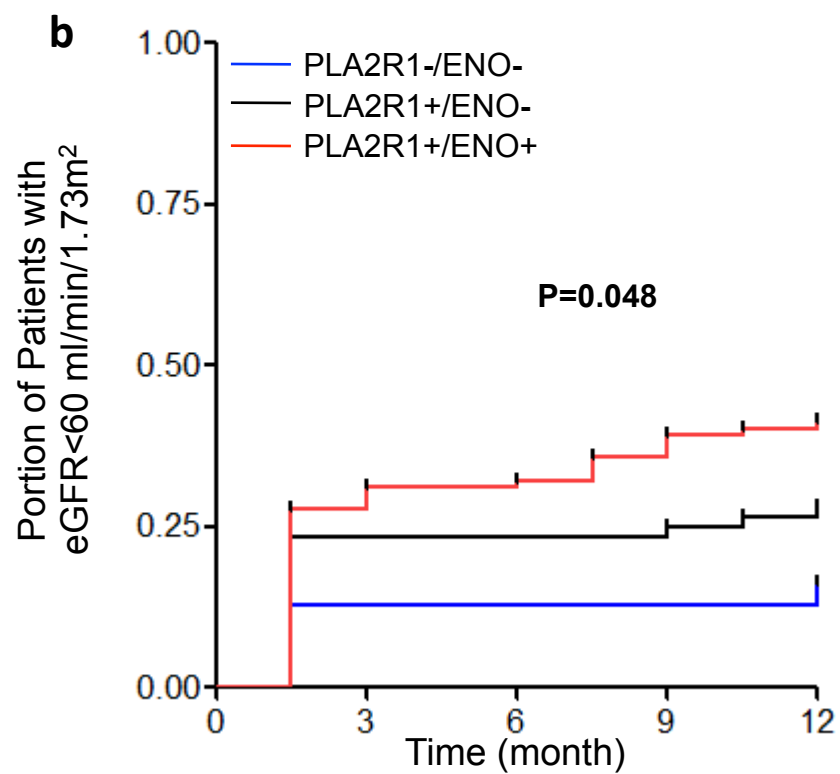 b
1.00
0.75
0.50
0.25
0.00
Portion of Patients with
eGFR<60 ml/min/1.73m²
PLA2R1-/ENO-
PLA2R1+/ENO-
PLA2R1+/ENO+
P=0.048
0 3 6 9 12
Time (month)